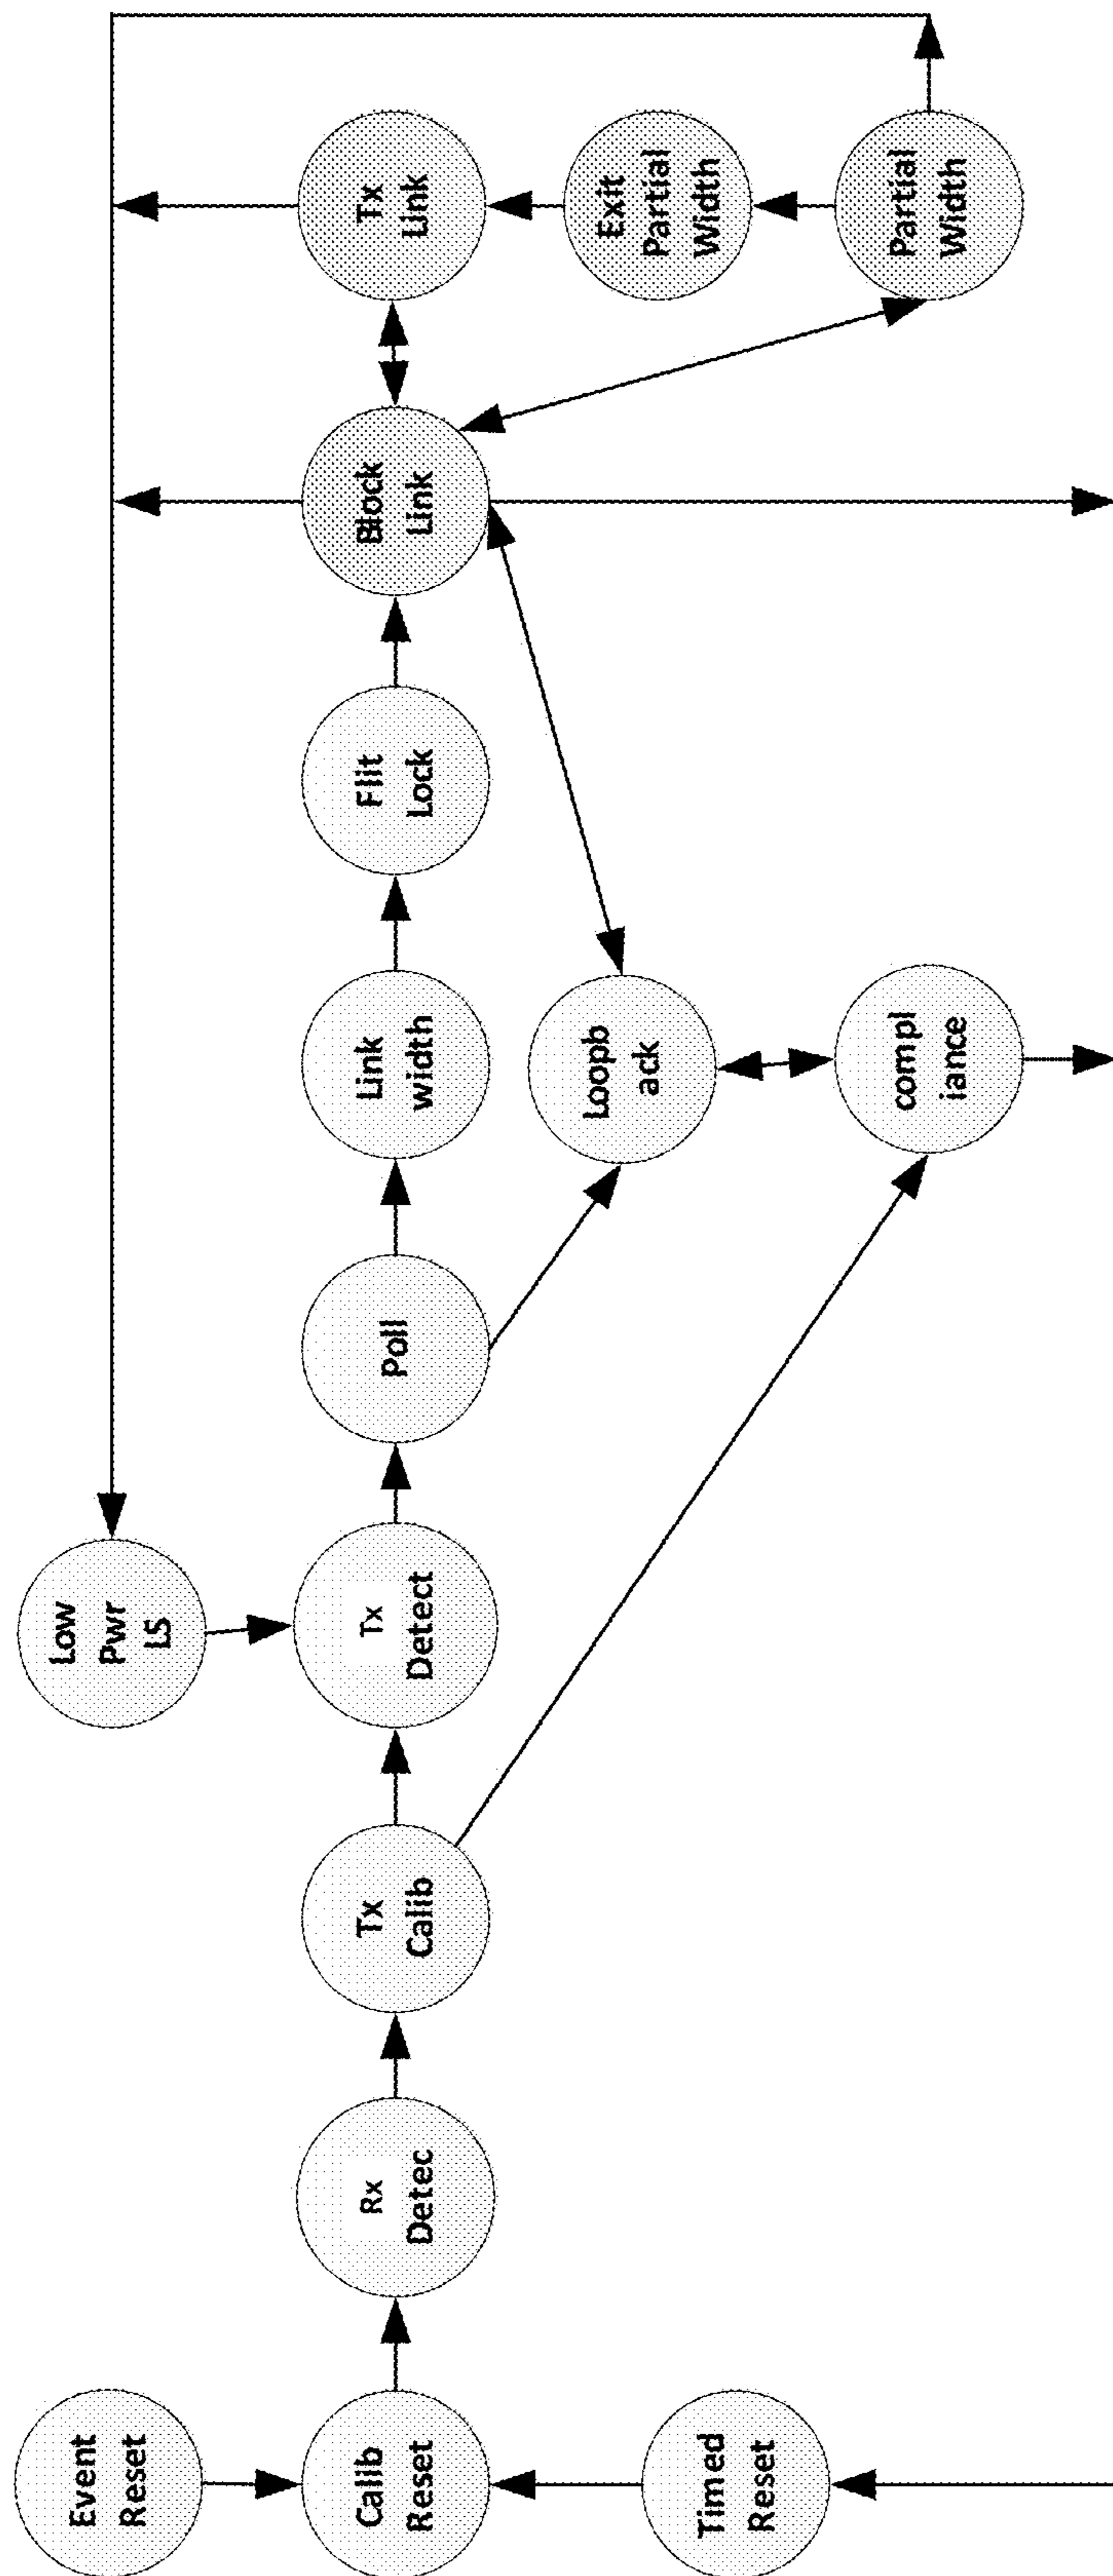 Event
Reset
Calib
Reset
Timed
Reset
Rx
Detec
Tx
Calib
Low
Pwr
LS
Tx
Detect
Poll
Link
width
Loopb
ack
compl
iance
Flit
Lock
Block
Link
Tx
Link
Exit
Partial
Width
Partial
Width